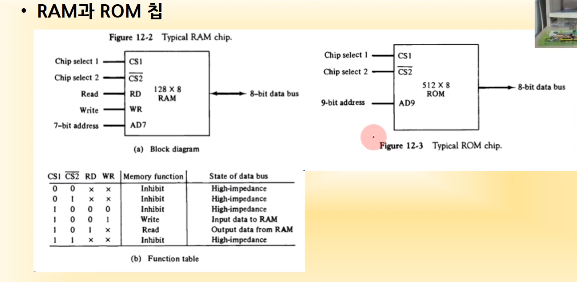 • RAM과 ROM 칩
Figure 12-2 Typical RAM chip.
Chip select 1
Chip select 2
Read
Write
7-bit address
CS1
CS2
RD
WR
AD7
128 X 8
RAM
8-bit data bus
(a) Block diagram
Chip select 1
Chip select 2
9-bit address
CS1
CS2
AD9
512 X 8
ROM
8-bit data bus
Figure 12-3 Typical ROM chip.
CS1 CS2 RD WR Memory function State of data bus
0 0 x x Inhibit High-impedance
0 1 x x Inhibit High-impedance
1 0 0 0 Inhibit High-impedance
1 0 0 1 Write Input data to RAM
1 0 1 x Read Output data from RAM
1 1 x x Inhibit High-impedance
(b) Function table